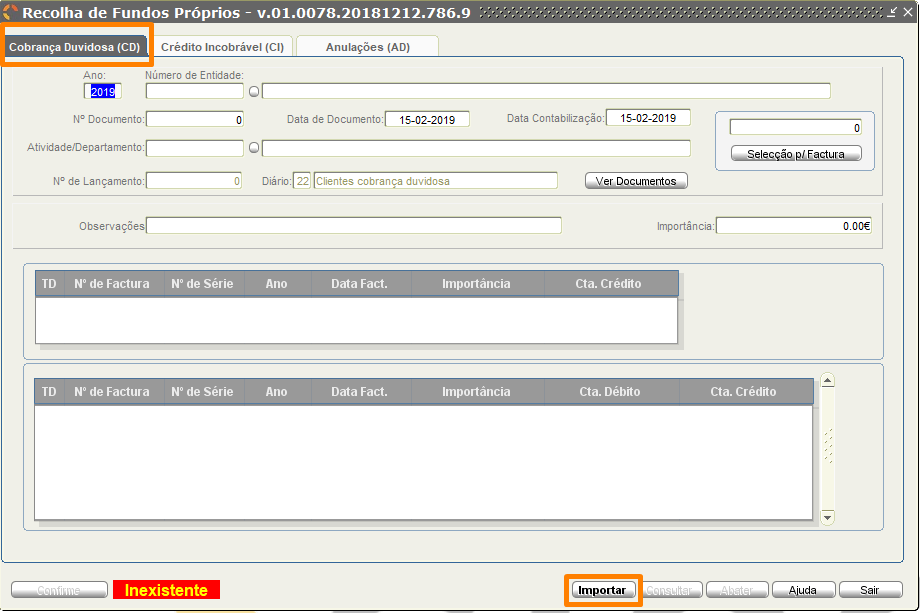 Recolha de Fundos Próprios - v.01.0078.20181212.786.9
Cobrança Duvidosa (CD) Crédito Incobrável (CI) Anulações (AD)
Ano: Número de Entidade:
2019
Nº Documento: 0 Data de Documento: 15-02-2019 Data Contabilização: 15-02-2019
0
Atividade/Departamento: Selecção p/ Factura
Nº de Lançamento: 0 Diário: 22 Clientes cobrança duvidosa Ver Documentos
Observações Importância: 0.00€
TD Nº de Factura Nº de Série Ano Data Fact. Importância Cta. Crédito
TD Nº de Factura Nº de Série Ano Data Fact. Importância Cta. Débito Cta. Crédito
Confirme Inexistente Importar Consultar Abater Ajuda Sair